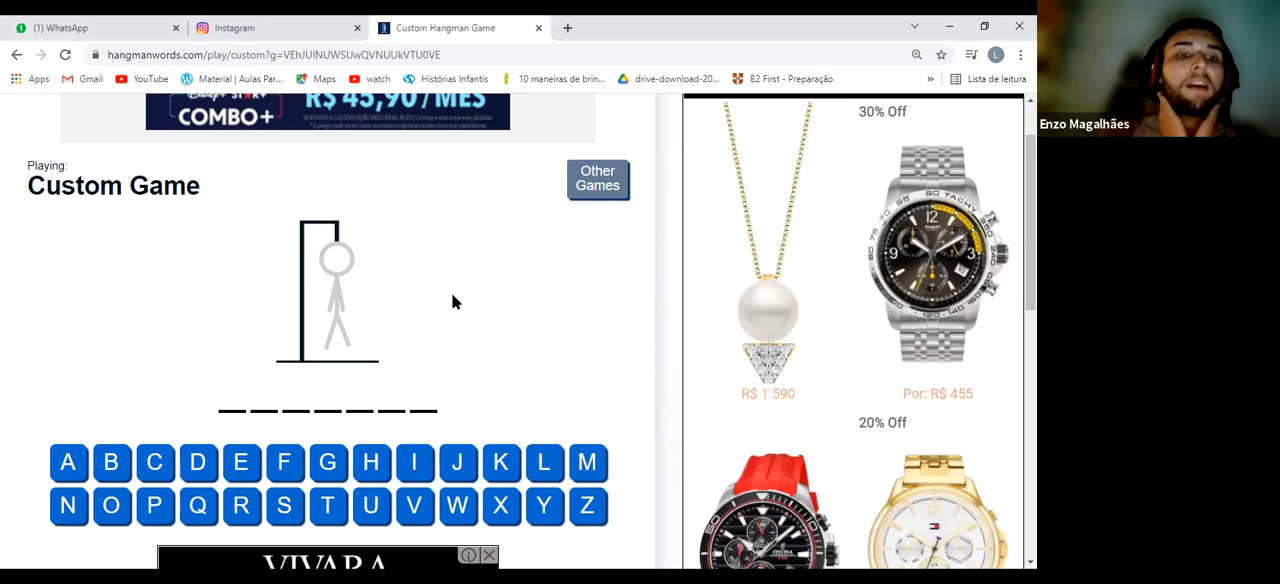 (1) WhatsApp
Instagram
Custom Hangman Game
hangmanwords.com/play/custom?g=VEhJUlNUWSUwQVNUUkVTU0VE
L
Apps
Gmail
YouTube
Material | Aulas Par...
Maps
watch
Histórias Infantis
10 maneiras de brin...
drive-download-20...
B2 First - Preparação
»
Lista de leitura
R$ 45,90/MÊS
COMBO+
Playing:
Custom Game
Other
Games
A B C D E F G H I J K L M
N O P Q R S T U V W X Y Z
VIVARA
30% Off
R$ 1.590
Por: R$ 455
20% Off
Enzo Magalhães